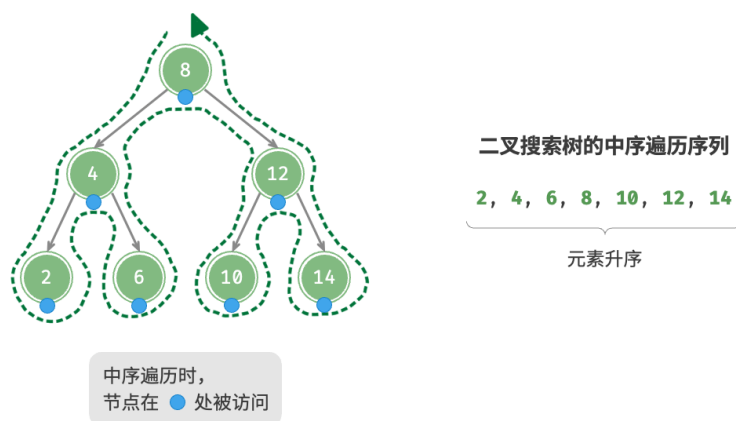 8
4
12
2
6
10
14
二叉搜索树的中序遍历序列
2, 4, 6, 8, 10, 12, 14
元素升序
中序遍历时，
节点在 处被访问